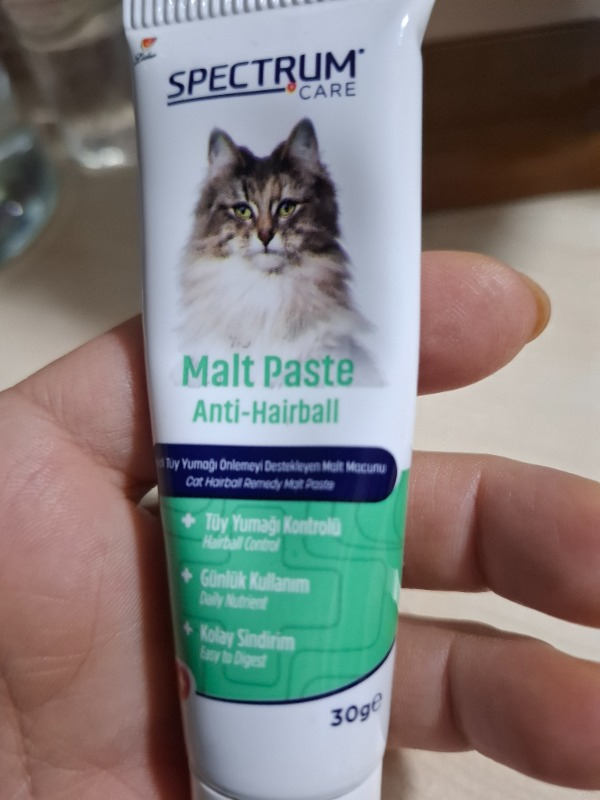 SPECTRUM
CARE
Malt Paste
Anti-Hairball
Tüy Yumağı Önlemeyi Destekleyen Malt Macunu
Cat Hairball Remedy Malt Paste
+ Tüy Yumağı Kontrolü
Hairball Control
+ Günlük Kullanım
Daily Nutrient
+ Kolay Sindirim
Easy to Digest
30g℮